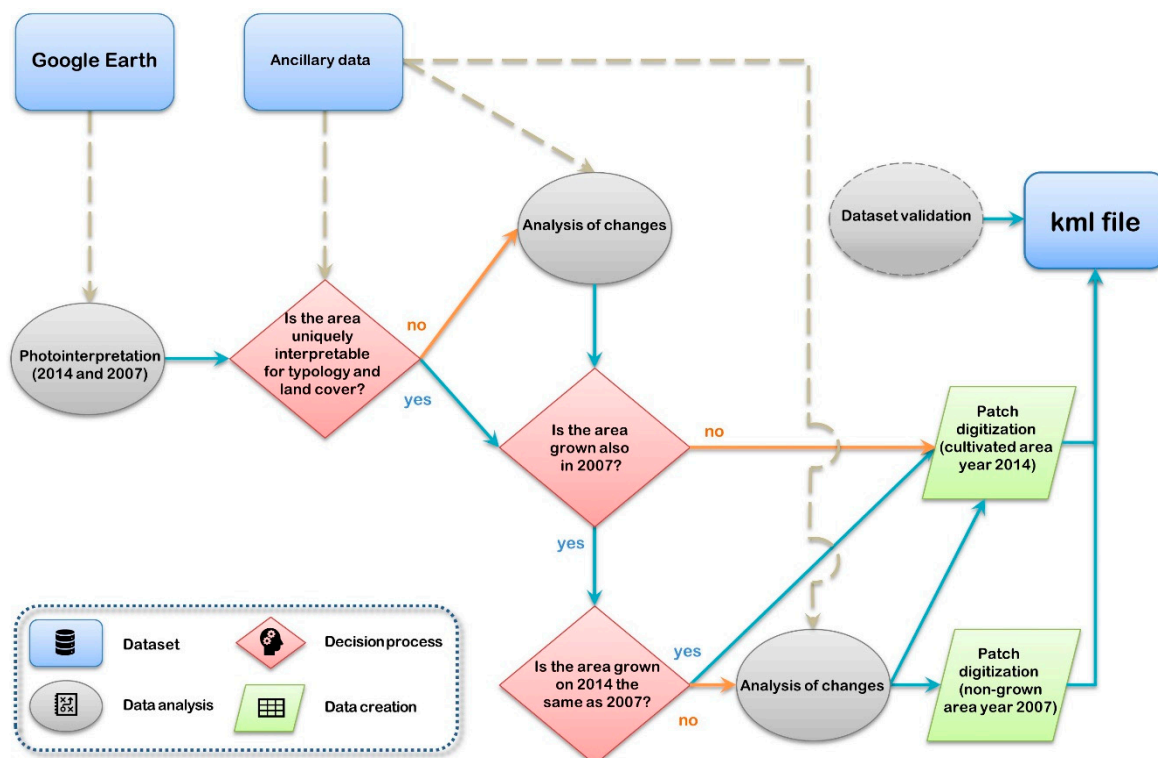 Google Earth
Ancillary data
Analysis of changes
Dataset validation
kml file
Photointerpretation
(2014 and 2007)
Is the area
uniquely
interpretable
for typology and
land cover?
no
yes
Is the area
grown also
in 2007?
no
yes
Patch
digitization
(cultivated area
year 2014)
Is the area grown
on 2014 the
same as 2007?
yes
no
Analysis of changes
Patch
digitization
(non-grown
area year 2007)
Dataset
Decision process
Data analysis
Data creation